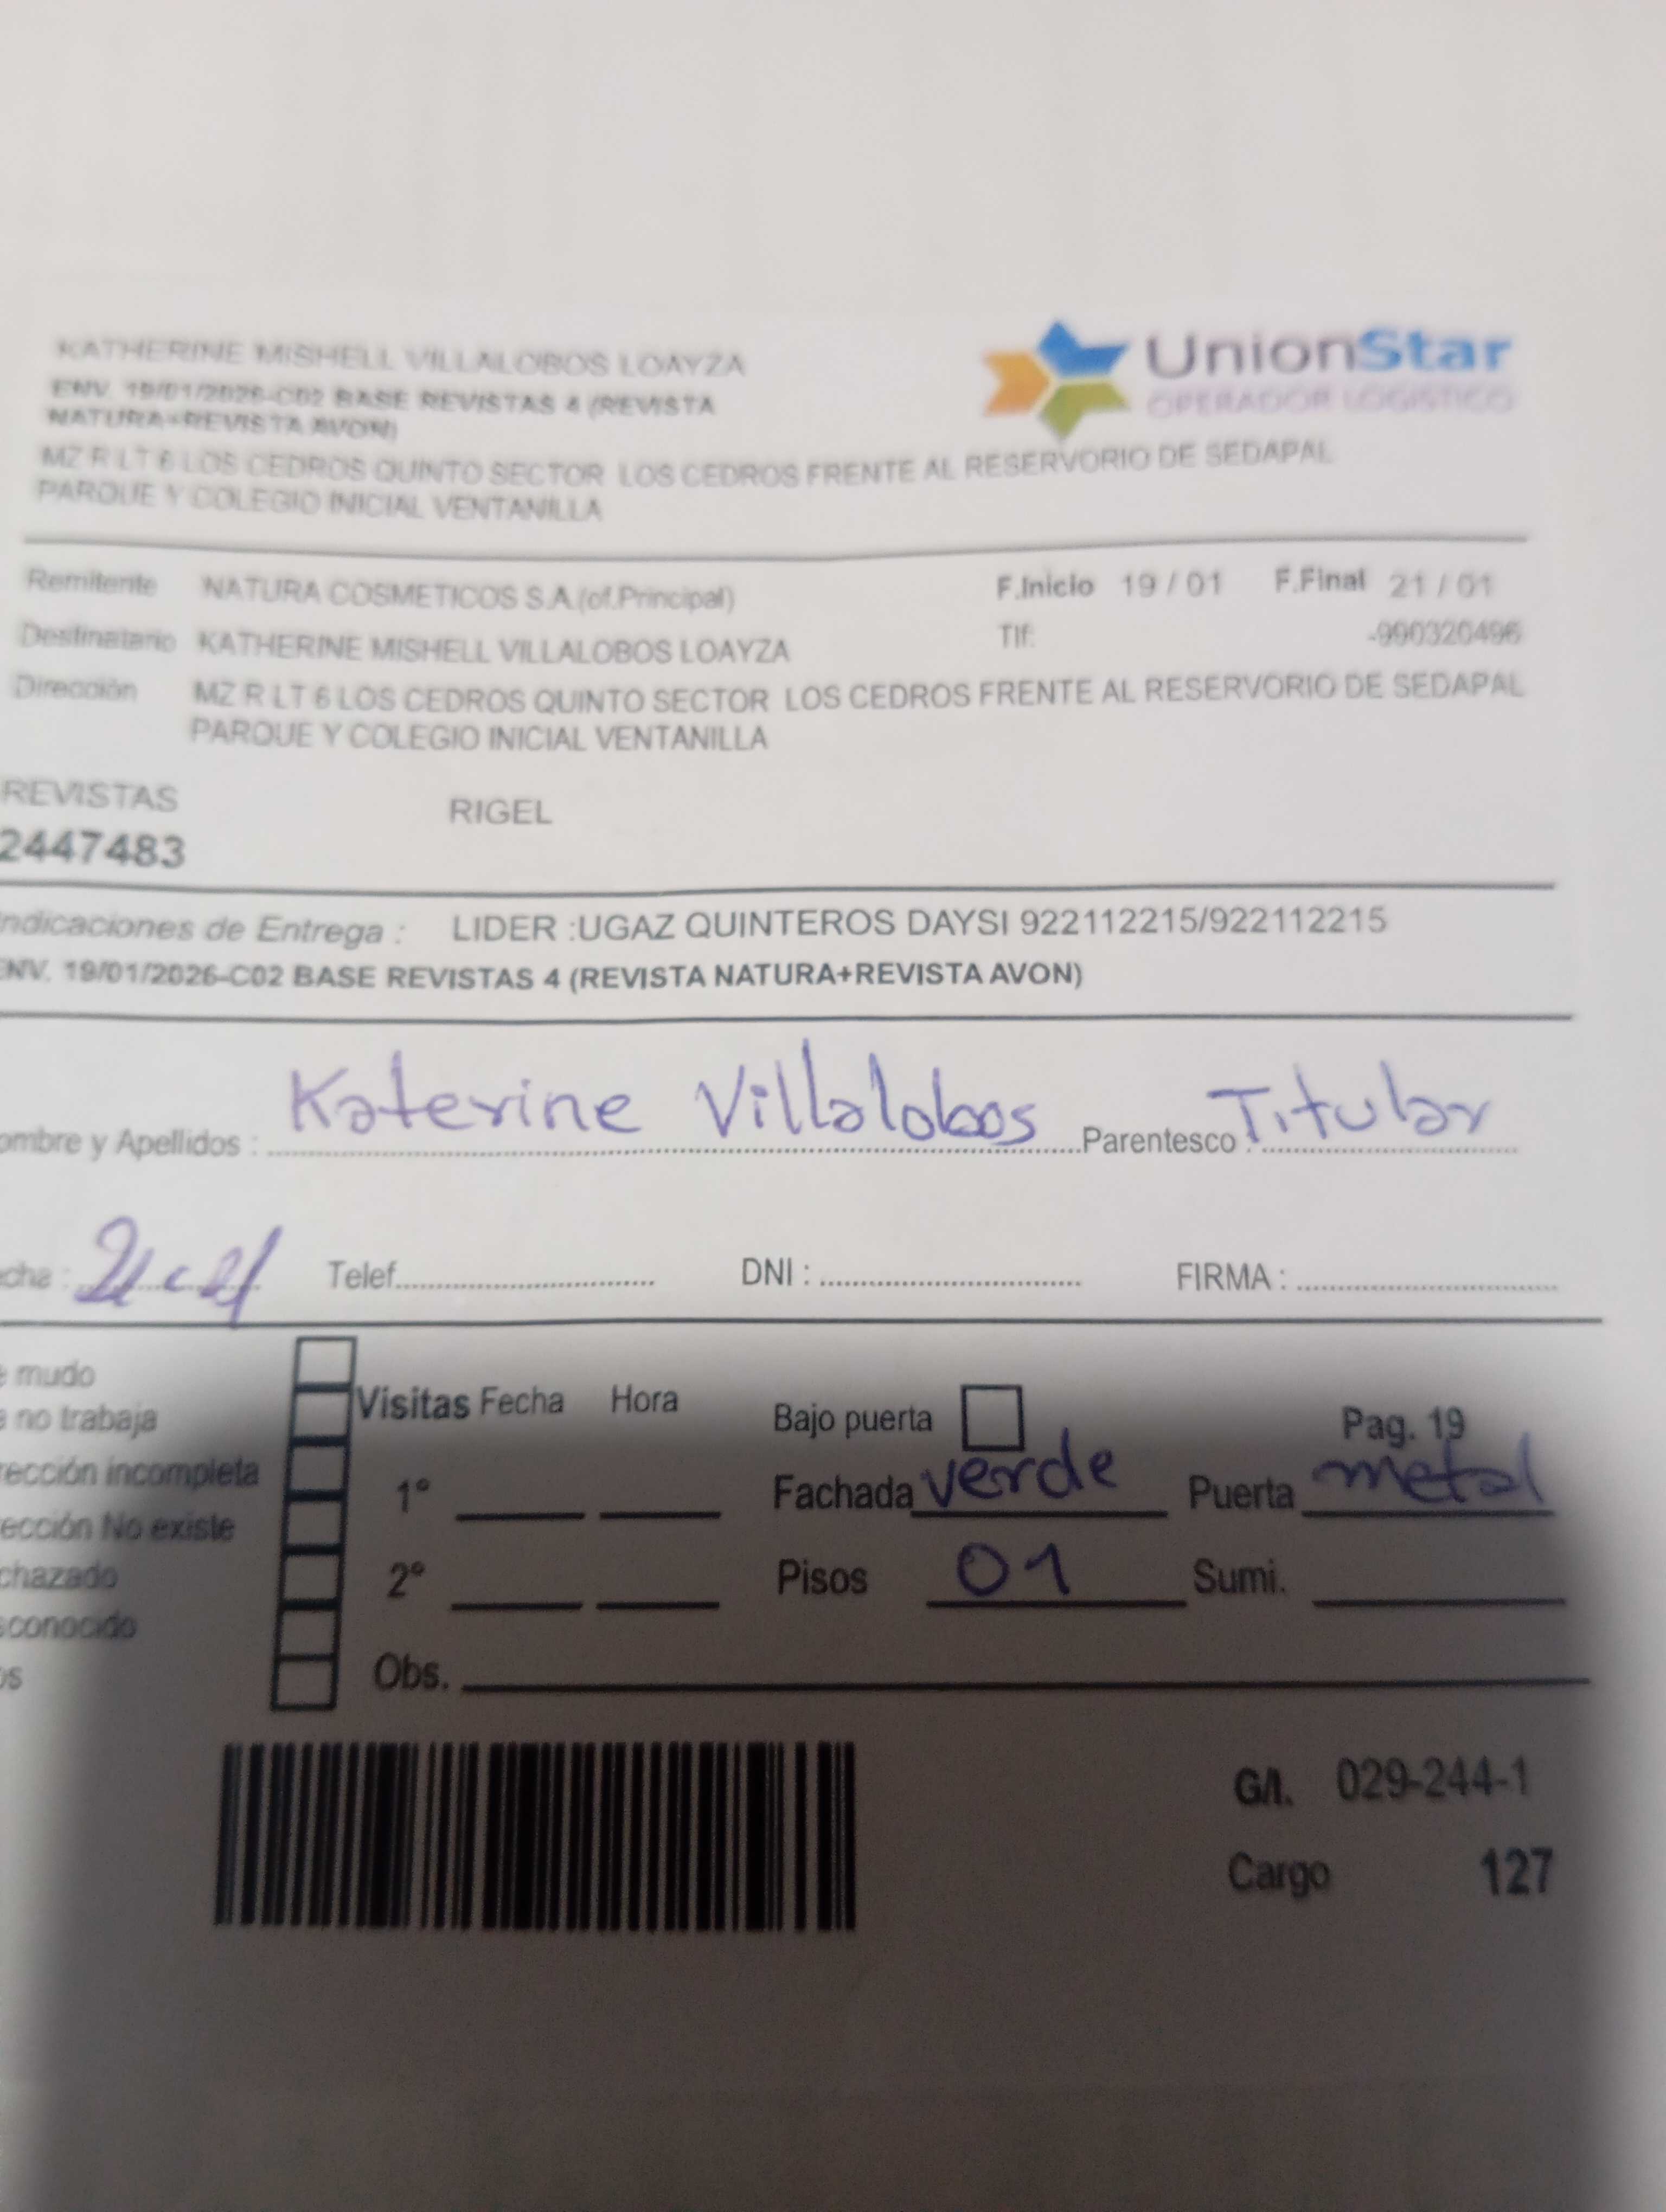 KATHERINE MISHELL VILLALOBOS LOAYZA
UnionStar
OPERADOR LOGISTICO
ENV. 19/01/2026-C02 BASE REVISTAS 4 (REVISTA
NATURA+REVISTA AVON)
MZ R LT 6 LOS CEDROS QUINTO SECTOR LOS CEDROS FRENTE AL RESERVORIO DE SEDAPAL
PARQUE Y COLEGIO INICIAL VENTANILLA
Remitente NATURA COSMETICOS S.A.(of.Principal) F.Inicio 19 / 01 F.Final 21 / 01
Destinatario KATHERINE MISHELL VILLALOBOS LOAYZA Tlf: -990320496
Dirección MZ R LT 6 LOS CEDROS QUINTO SECTOR LOS CEDROS FRENTE AL RESERVORIO DE SEDAPAL
PARQUE Y COLEGIO INICIAL VENTANILLA
REVISTAS RIGEL
2447483
ndicaciones de Entrega : LIDER :UGAZ QUINTEROS DAYSI 922112215/922112215
ENV. 19/01/2026-C02 BASE REVISTAS 4 (REVISTA NATURA+REVISTA AVON)
ombre y Apellidos : Katerine Villalobos Parentesco : Titular
cha : Telef. DNI : FIRMA :
e mudo
a no trabaja Visitas Fecha Hora Bajo puerta Pag. 19
rección incompleta 1° Fachada verde Puerta metal
ección No existe
chazado 2° Pisos 01 Sumi.
sconocido
os Obs.
G/I. 029-244-1
Cargo 127